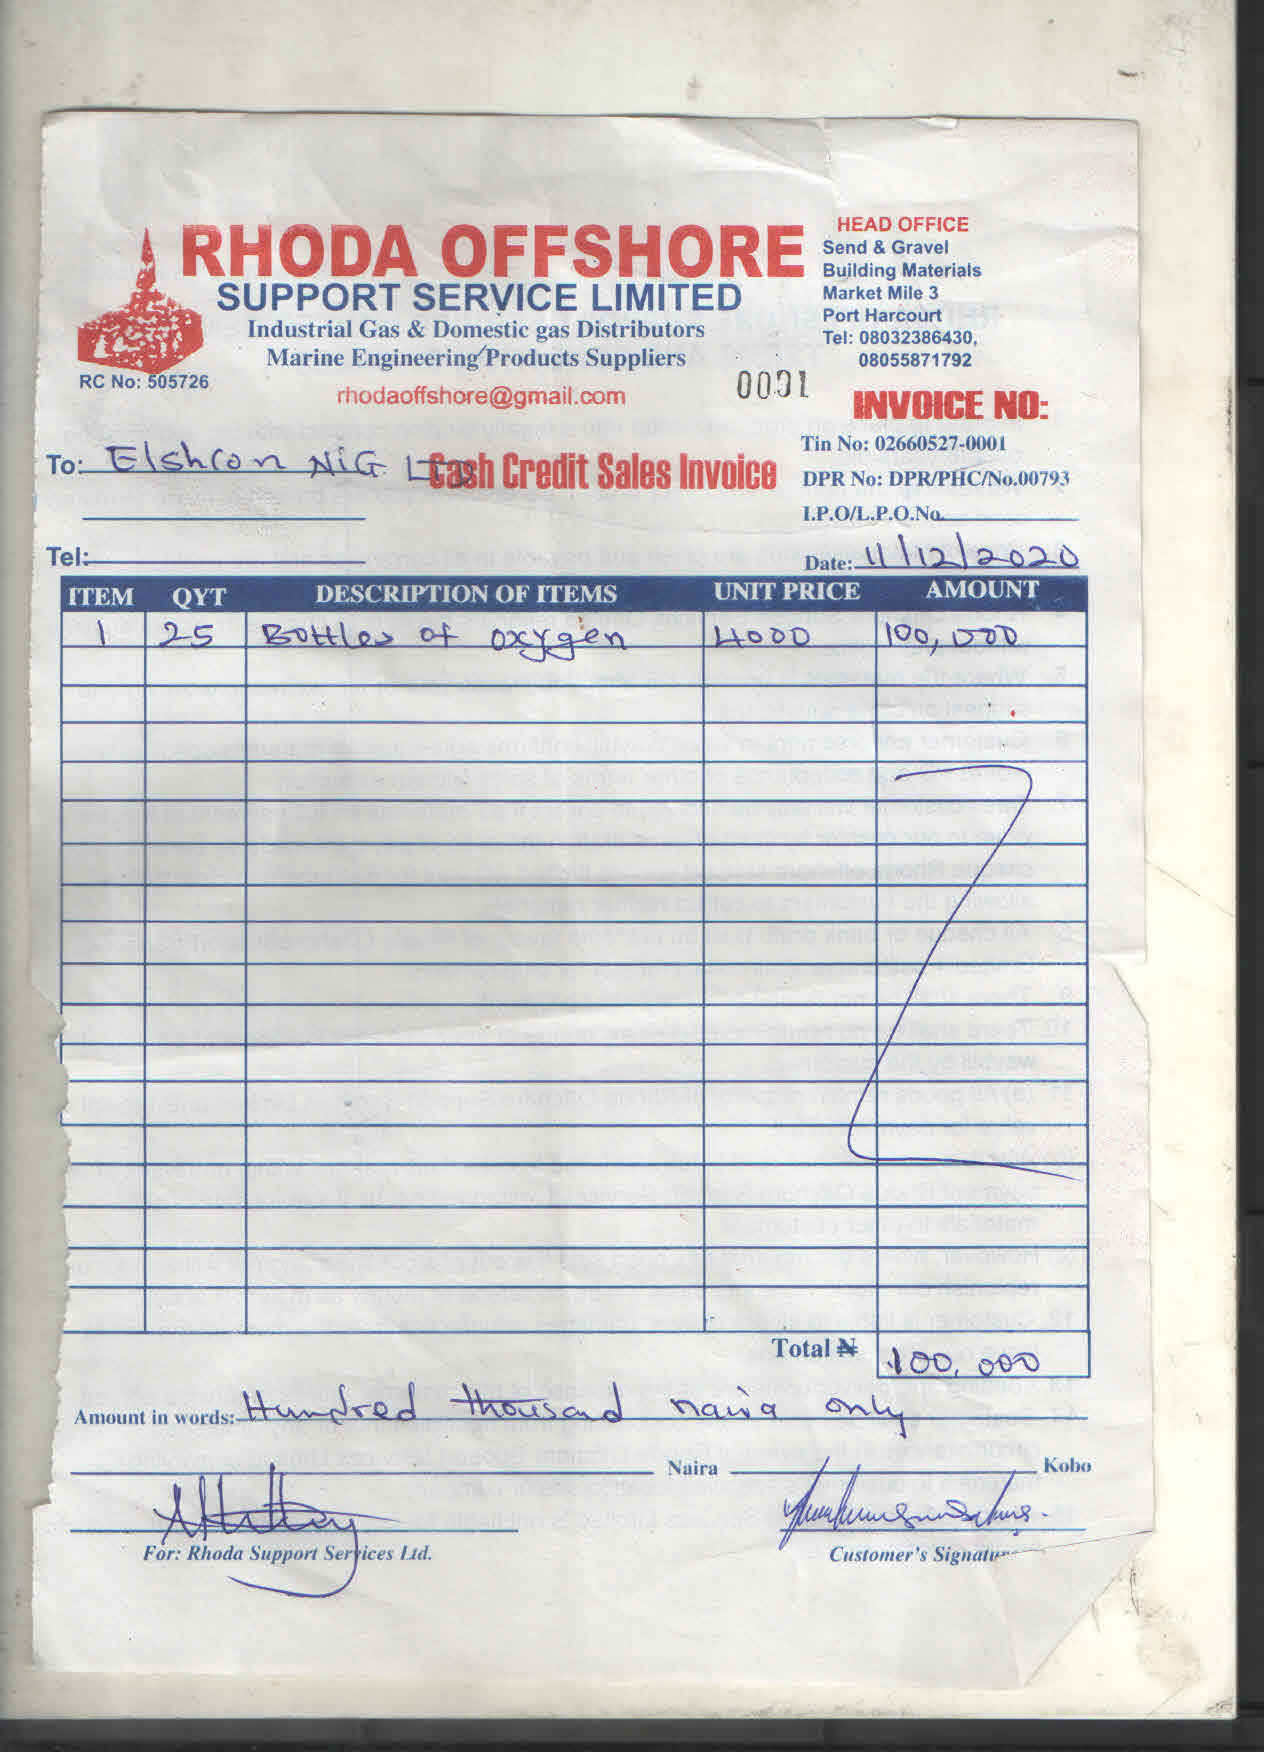 RHODA OFFSHORE
SUPPORT SERVICE LIMITED
Industrial Gas & Domestic gas Distributors
Marine Engineering Products Suppliers
RC No: 505726
rhodaoffshore@gmail.com
HEAD OFFICE
Send & Gravel
Building Materials
Market Mile 3
Port Harcourt
Tel: 08032386430,
08055871792
0001
INVOICE NO:
Tin No: 02660527-0001
To: Elshcon NiG LTD
Cash Credit Sales Invoice
DPR No: DPR/PHC/No.00793
I.P.O/L.P.O.No.
Tel:
Date: 11/12/2020
ITEM QYT DESCRIPTION OF ITEMS UNIT PRICE AMOUNT
1 25 Bottles of oxygen 4000 100,000
Total ₦ 100,000
Amount in words: Hundred thousand naira only
Naira Kobo
For: Rhoda Support Services Ltd.
Customer's Signature